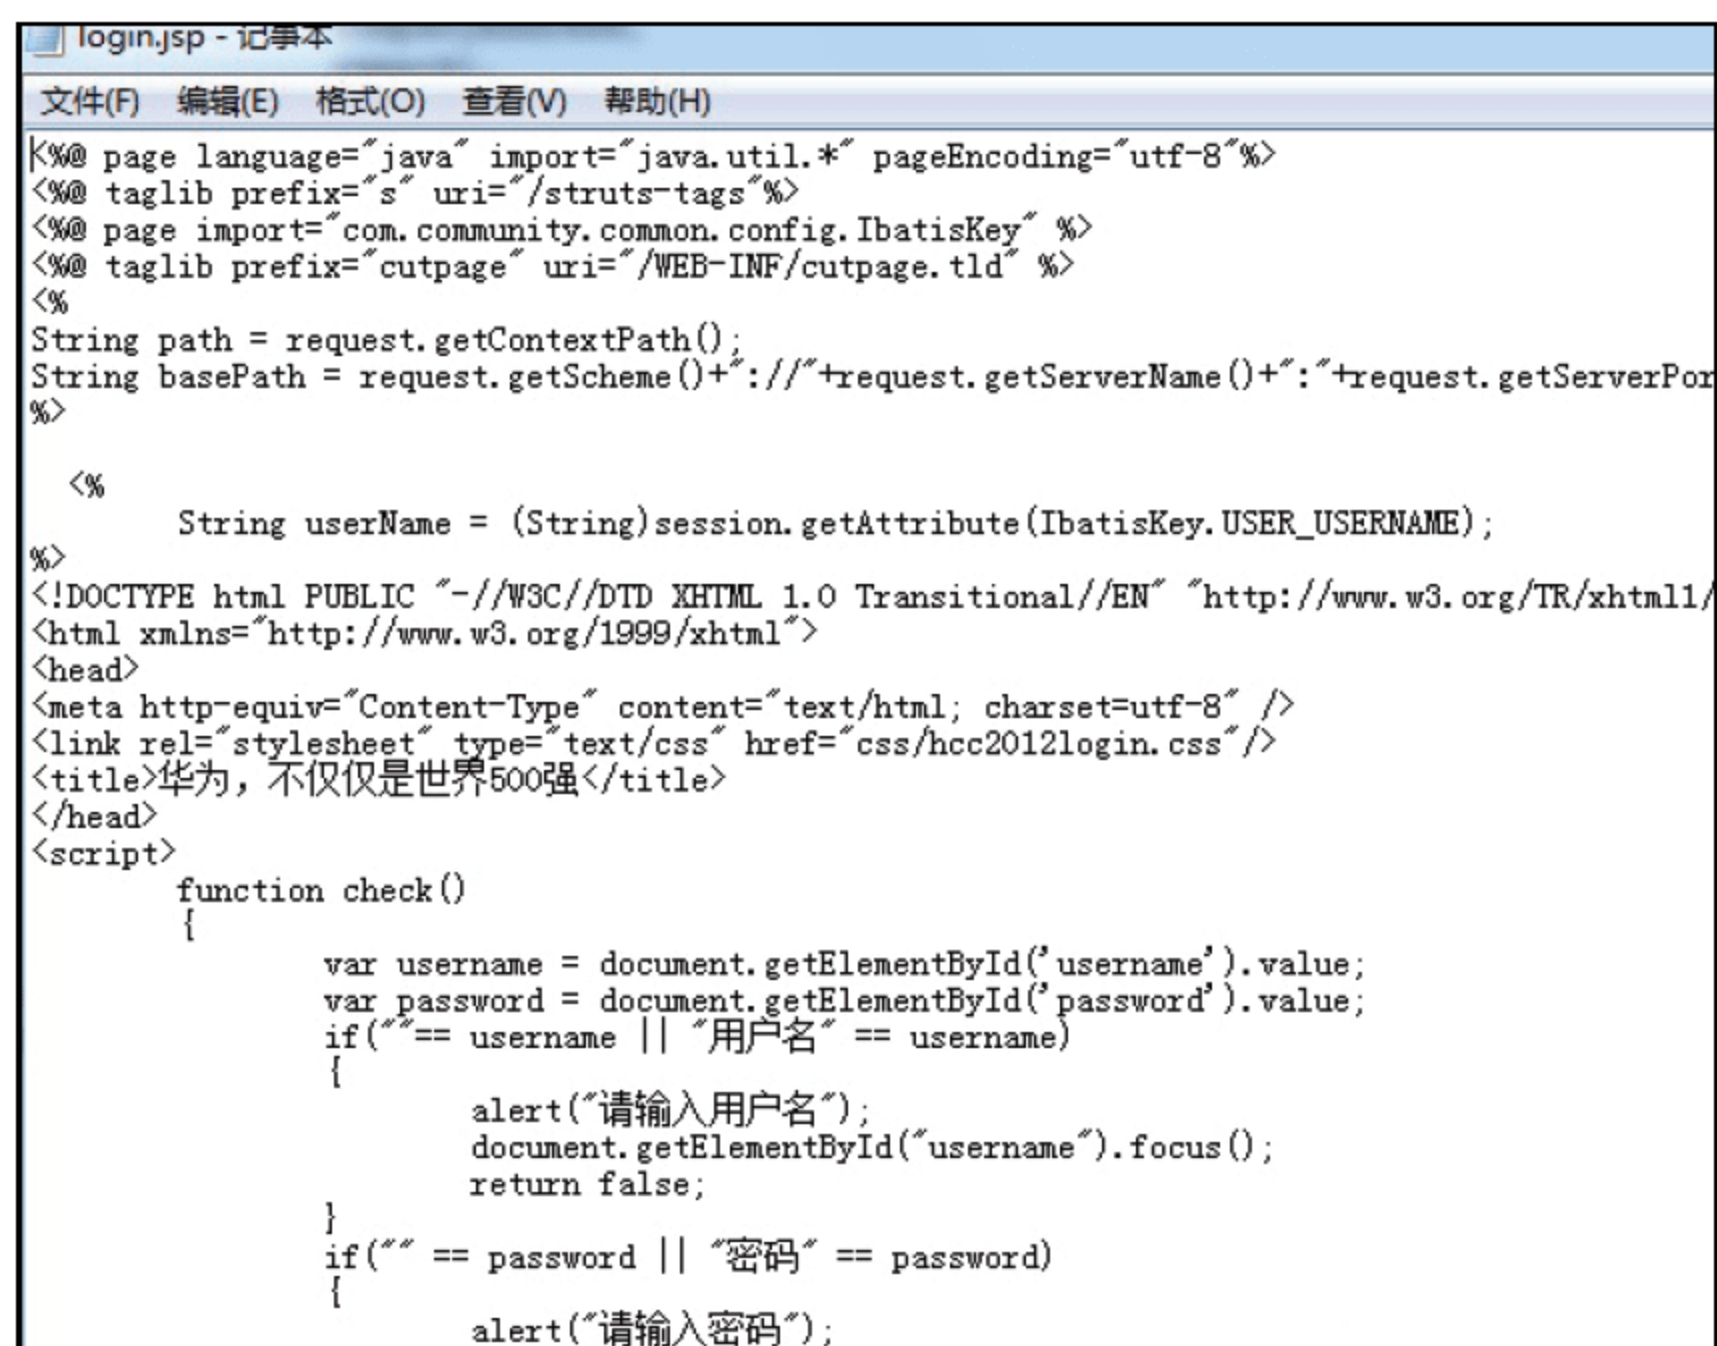 login.jsp - 记事本
文件(F) 编辑(E) 格式(O) 查看(V) 帮助(H)
<%@ page language="java" import="java.util.*" pageEncoding="utf-8"%>
<%@ taglib prefix="s" uri="/struts-tags"%>
<%@ page import="com.community.common.config.IbatisKey" %>
<%@ taglib prefix="cutpage" uri="/WEB-INF/cutpage.tld" %>
<%
String path = request.getContextPath();
String basePath = request.getScheme()+"://"+request.getServerName()+":"+request.getServerPor
%>
<%
String userName = (String)session.getAttribute(IbatisKey.USER_USERNAME);
%>
<!DOCTYPE html PUBLIC "-//W3C//DTD XHTML 1.0 Transitional//EN" "http://www.w3.org/TR/xhtml1/
<html xmlns="http://www.w3.org/1999/xhtml">
<head>
<meta http-equiv="Content-Type" content="text/html; charset=utf-8" />
<link rel="stylesheet" type="text/css" href="css/hcc2012login.css"/>
<title>华为，不仅仅是世界500强</title>
</head>
<script>
function check()
{
var username = document.getElementById('username').value;
var password = document.getElementById('password').value;
if(""== username || "用户名" == username)
{
alert("请输入用户名");
document.getElementById("username").focus();
return false;
}
if("" == password || "密码" == password)
{
alert("请输入密码");